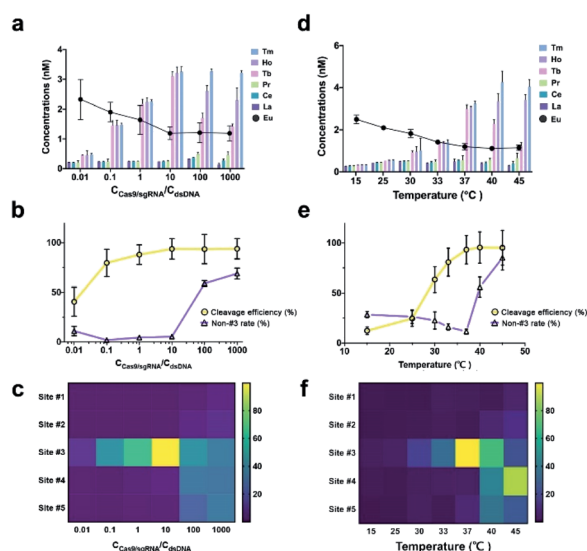 a
Concentrations (nM)
4
3
2
1
0
0.01 0.1 1 10 100 1000
C Cas9/sgRNA/C dsDNA
Tm
Ho
Tb
Pr
Ce
La
Eu
d
Concentrations (nM)
6
4
2
0
15 25 30 33 37 40 45
Temperature (°C )
Tm
Ho
Tb
Pr
Ce
La
Eu
b
100
50
0
0.01 0.1 1 10 100 1000
C Cas9/sgRNA/C dsDNA
Cleavage efficiency (%)
Non-#3 rate (%)
e
100
50
0
10 20 30 40 50
Temperature (℃)
Cleavage efficiency (%)
Non-#3 rate (%)
c
Site #1
Site #2
Site #3
Site #4
Site #5
0.01 0.1 1 10 100 1000
C Cas9/sgRNA/C dsDNA
80
60
40
20
f
Site #1
Site #2
Site #3
Site #4
Site #5
15 25 30 33 37 40 45
Temperature (℃)
80
60
40
20